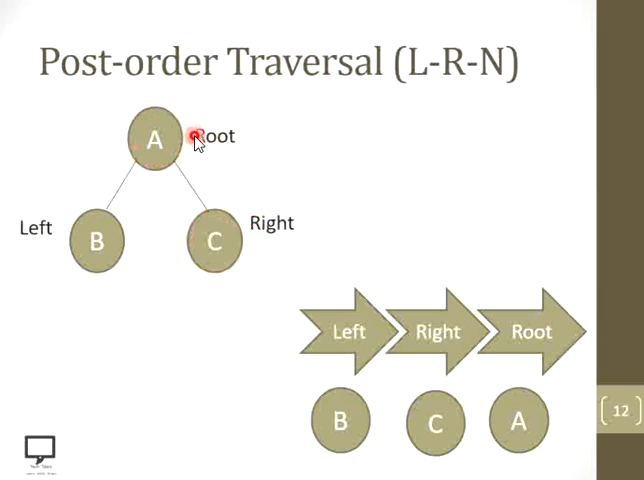 Post-order Traversal (L-R-N)
A
Root
Left
B
C
Right
Left
Right
Root
B
C
A
12